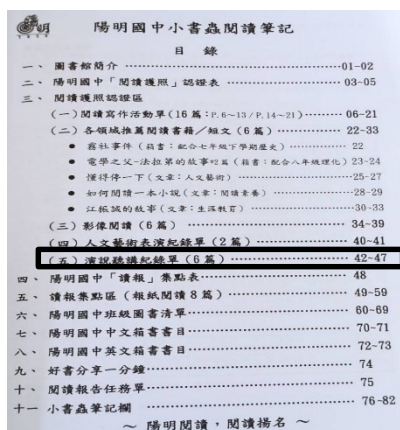 明 陽明國中小書蟲閱讀筆記
目 錄
一、 圖書館簡介 ⋯⋯⋯⋯⋯⋯⋯⋯01-02
二、 陽明國中「閱讀護照」認證表 ⋯⋯⋯⋯03-05
三、 閱讀護照認證區
(一)閱讀寫作活動單(16篇:P.6~13/P.14~21)⋯⋯⋯ 06-21
(二)各領域推薦閱讀書籍/短文(6篇)⋯⋯⋯⋯ 22-33
● 霧社事件 (箱書:配合七年級下學期歷史)⋯⋯⋯ 22
● 電學之父-法拉第的故事*2篇(箱書:配合八年級理化)23-24
● 懂得停一下(文章:人文藝術)⋯⋯⋯⋯25-27
● 如何閱讀一本小說(文章:閱讀素養)⋯⋯⋯⋯28-29
● 江振誠的故事(文章:生涯教育)⋯⋯⋯⋯30-33
(三)影像閱讀(6篇)⋯⋯⋯⋯ 34~39
(四)人文藝術表演紀錄單(2篇)⋯⋯⋯⋯ 40~41
(五)演說聽講紀錄單(6篇)⋯⋯⋯⋯ 42~47
四、 陽明國中「讀報」集點表⋯⋯⋯⋯ 48
五、 讀報集點區(報紙閱讀8篇)⋯⋯⋯⋯ 49~59
六、 陽明國中班級圖書清單 ⋯⋯⋯⋯ 60~69
七、 陽明國中中文箱書書目 ⋯⋯⋯⋯ 70~71
八、 陽明國中英文箱書書目 ⋯⋯⋯⋯ 72~73
九、 好書分享一分鐘⋯⋯⋯⋯ 74
十、 閱讀報告任務單 ⋯⋯⋯⋯ 75
十一 小書蟲筆記欄 ⋯⋯⋯⋯ 76~82
~ 陽明閱讀,閱讀揚名 ~